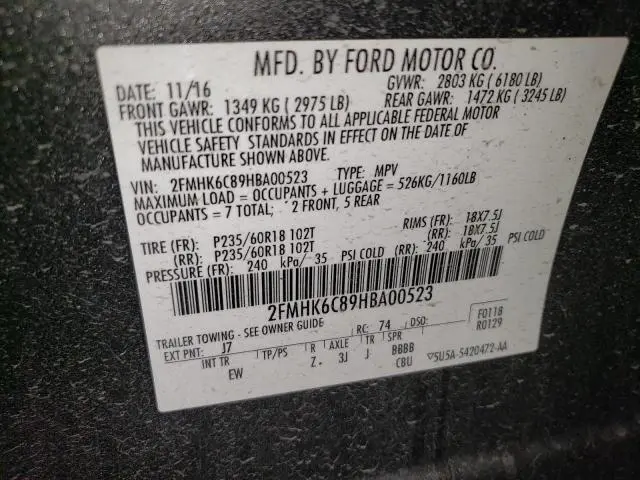 MFD. BY FORD MOTOR CO.
DATE: 11/16 GVWR: 2803 KG ( 6180 LB)
FRONT GAWR: 1349 KG ( 2975 LB) REAR GAWR: 1472 KG ( 3245 LB)
THIS VEHICLE CONFORMS TO ALL APPLICABLE FEDERAL MOTOR
VEHICLE SAFETY STANDARDS IN EFFECT ON THE DATE OF
MANUFACTURE SHOWN ABOVE.
VIN: 2FMHK6C89HBA00523 TYPE: MPV
MAXIMUM LOAD = OCCUPANTS + LUGGAGE = 526KG/1160LB
OCCUPANTS = 7 TOTAL; 2 FRONT, 5 REAR
TIRE (FR): P235/60R18 102T RIMS (FR): 18X7.5J
(RR): P235/60R18 102T (RR): 18X7.5J
PRESSURE (FR): 240 kPa/ 35 PSI COLD (RR): 240 kPa/ 35 PSI COLD
2FMHK6C89HBA00523
TRAILER TOWING - SEE OWNER GUIDE F0118
EXT PNT: J7 RC: 74 DSO: R0129
INT TR TP/PS R AXLE TR SPR
EW Z. 3J J BBBB
CBU 5U5A-5420472-AA